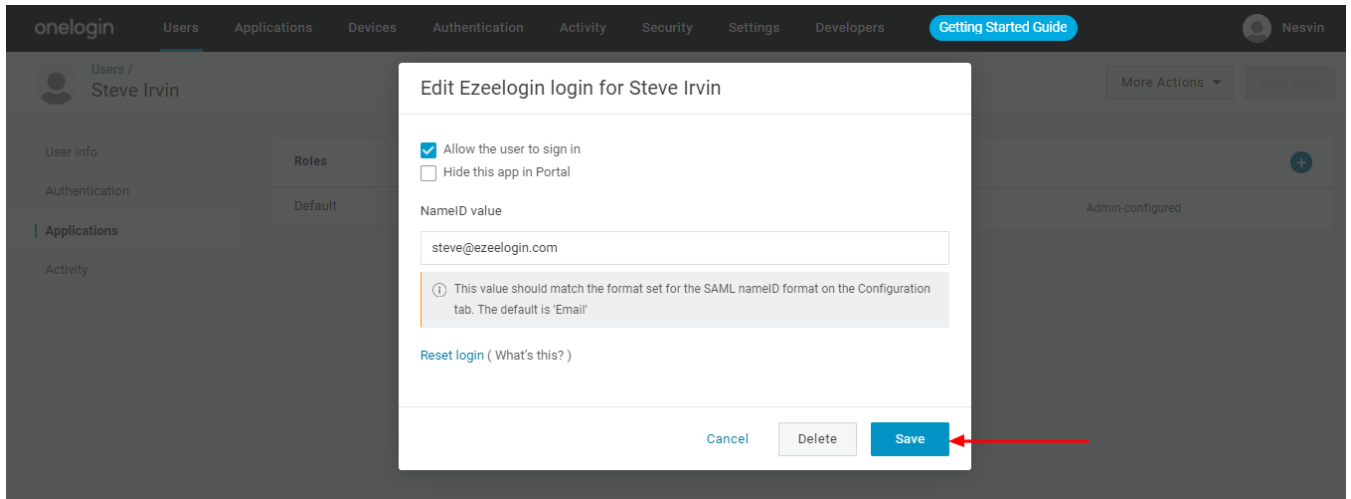 onelogin Users Applications Devices Authentication Activity Security Settings Developers Getting Started Guide Nesvin
Users /
Steve Irvin
More Actions
Save User
User Info
Authentication
Applications
Activity
Roles
Default
Admin-configured
Edit Ezeelogin login for Steve Irvin
Allow the user to sign in
Hide this app in Portal
NameID value
steve@ezeelogin.com
This value should match the format set for the SAML nameID format on the Configuration
tab. The default is 'Email'
Reset login ( What's this? )
Cancel Delete Save